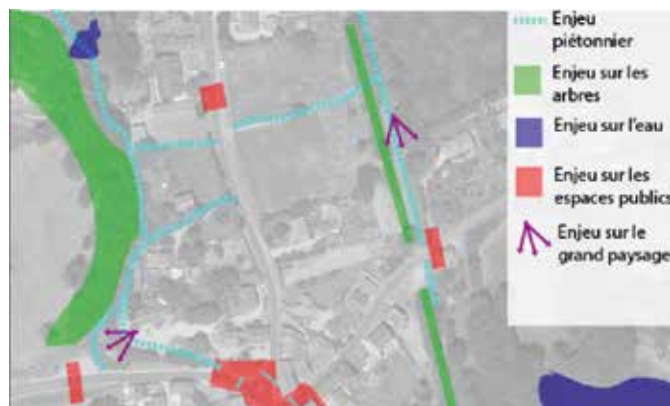 Enjeu
piétonnier
Enjeu sur les
arbres
Enjeu sur l'eau
Enjeu sur les
espaces publics
Enjeu sur le
grand paysage